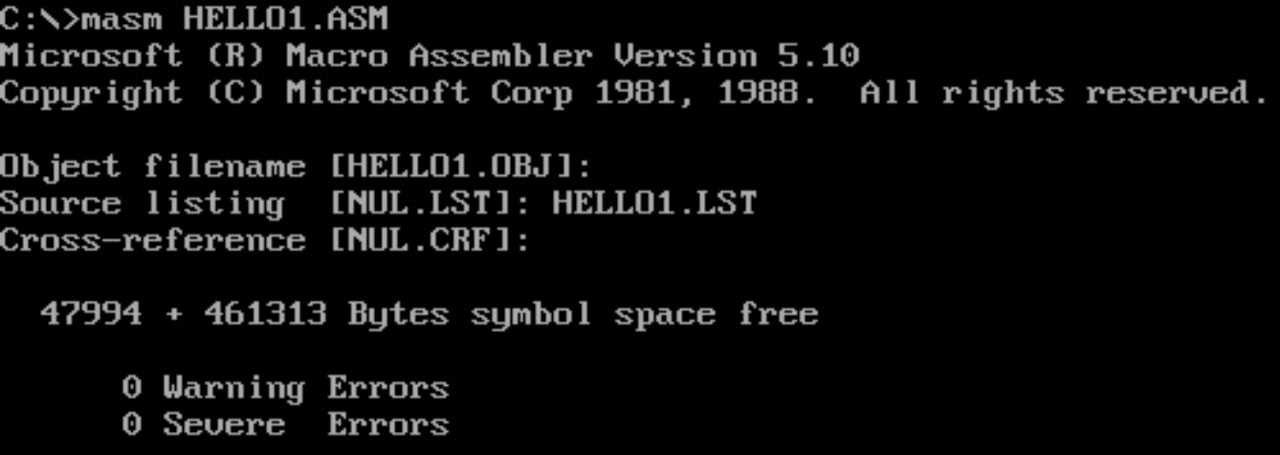 C:\>masm HELLO1.ASM
Microsoft (R) Macro Assembler Version 5.10
Copyright (C) Microsoft Corp 1981, 1988.  All rights reserved.
Object filename [HELLO1.OBJ]:
Source listing  [NUL.LST]: HELLO1.LST
Cross-reference [NUL.CRF]:
47994 + 461313 Bytes symbol space free
0 Warning Errors
0 Severe  Errors